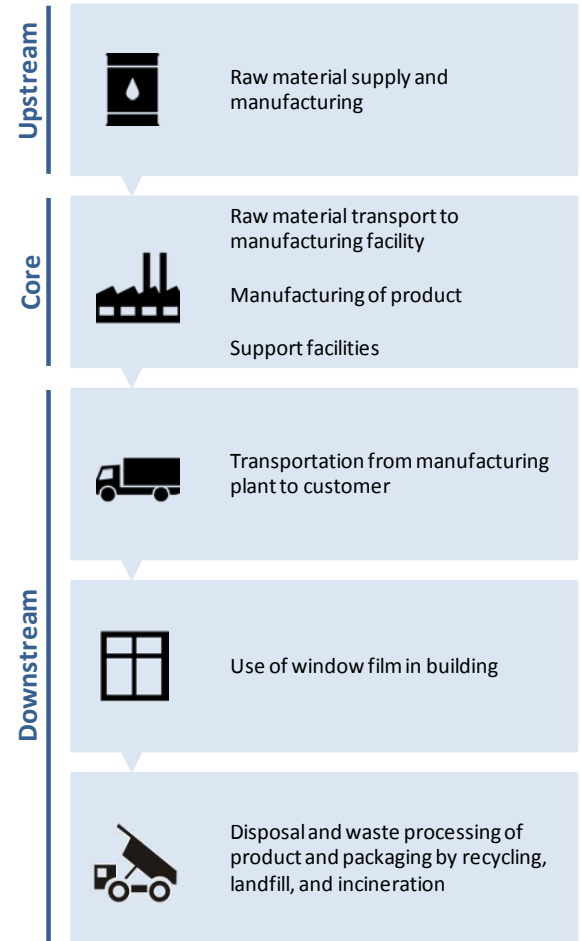 Upstream
Raw material supply and
manufacturing
Core
Raw material transport to
manufacturing facility
Manufacturing of product
Support facilities
Downstream
Transportation from manufacturing
plant to customer
Use of window film in building
Disposal and waste processing of
product and packaging by recycling,
landfill, and incineration